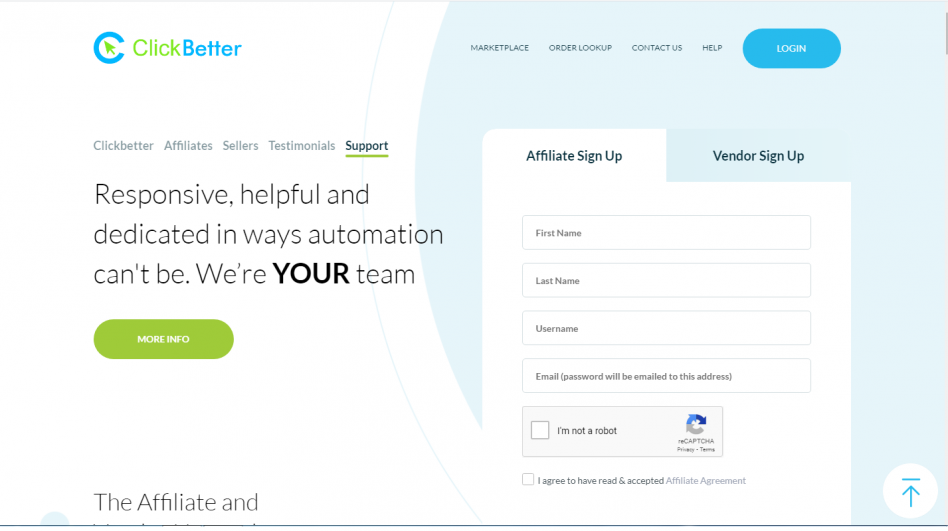 ClickBetter
MARKETPLACE
ORDER LOOKUP
CONTACT US
HELP
LOGIN
Clickbetter
Affiliates
Sellers
Testimonials
Support
Responsive, helpful and
dedicated in ways automation
can't be. We're YOUR team
MORE INFO
Affiliate Sign Up
Vendor Sign Up
First Name
Last Name
Username
Email (password will be emailed to this address)
I'm not a robot
reCAPTCHA
Privacy - Terms
I agree to have read & accepted Affiliate Agreement
The Affiliate and